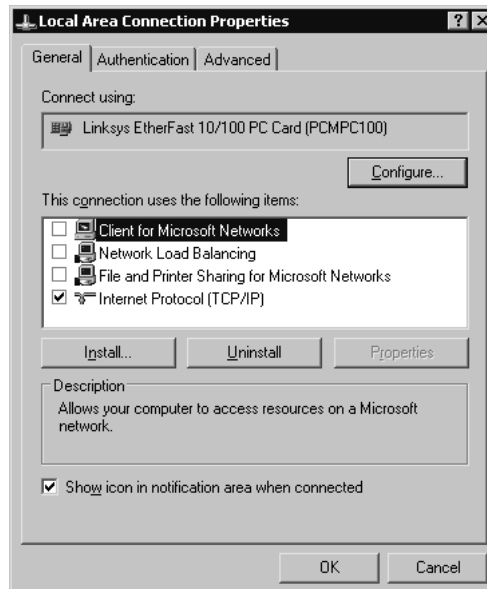 Local Area Connection Properties
General
Authentication
Advanced
Connect using:
Linksys EtherFast 10/100 PC Card (PCMPC100)
Configure...
This connection uses the following items:
Client for Microsoft Networks
Network Load Balancing
File and Printer Sharing for Microsoft Networks
Internet Protocol (TCP/IP)
Install...
Uninstall
Properties
Description
Allows your computer to access resources on a Microsoft
network.
Show icon in notification area when connected
OK
Cancel